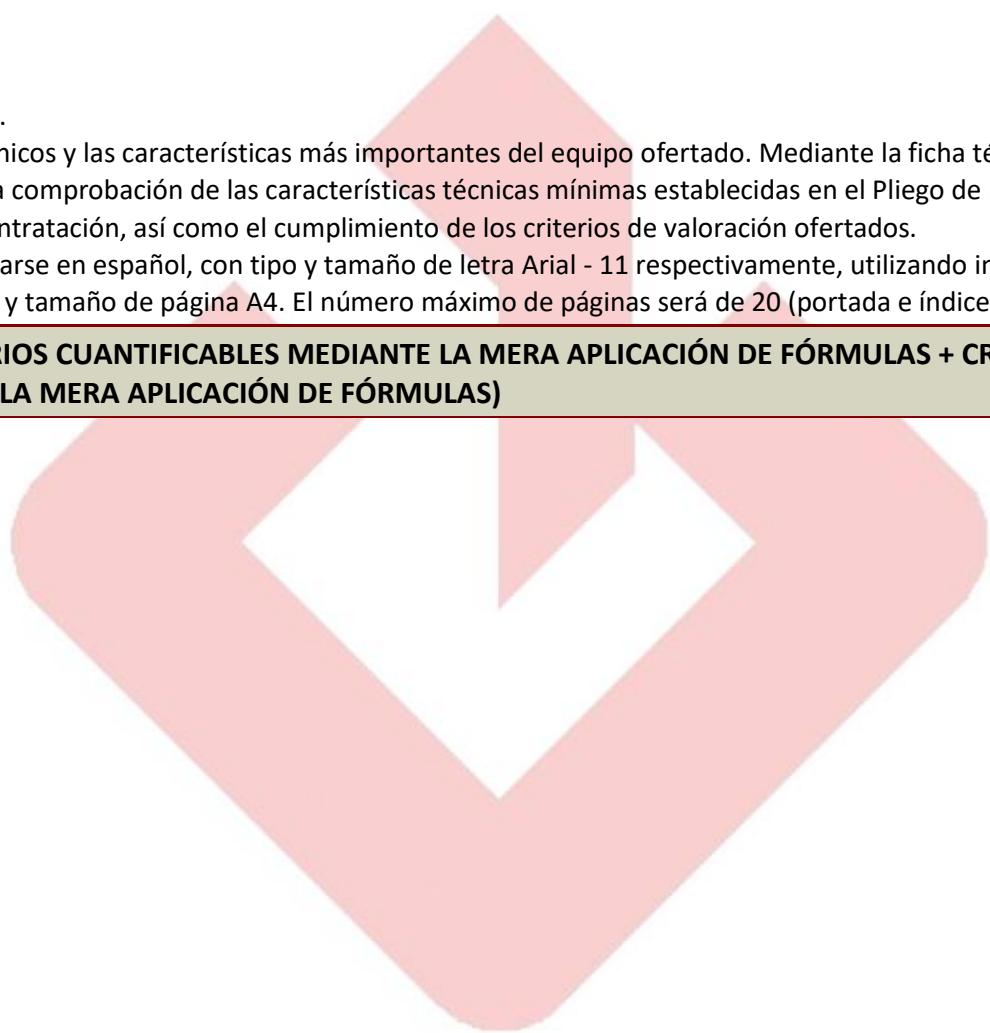 .
nicos y las características más importantes del equipo ofertado. Mediante la ficha té
a comprobación de las características técnicas mínimas establecidas en el Pliego de
ntratación, así como el cumplimiento de los criterios de valoración ofertados.
arse en español, con tipo y tamaño de letra Arial - 11 respectivamente, utilizando in
y tamaño de página A4. El número máximo de páginas será de 20 (portada e índice
RIOS CUANTIFICABLES MEDIANTE LA MERA APLICACIÓN DE FÓRMULAS + CR
LA MERA APLICACIÓN DE FÓRMULAS)